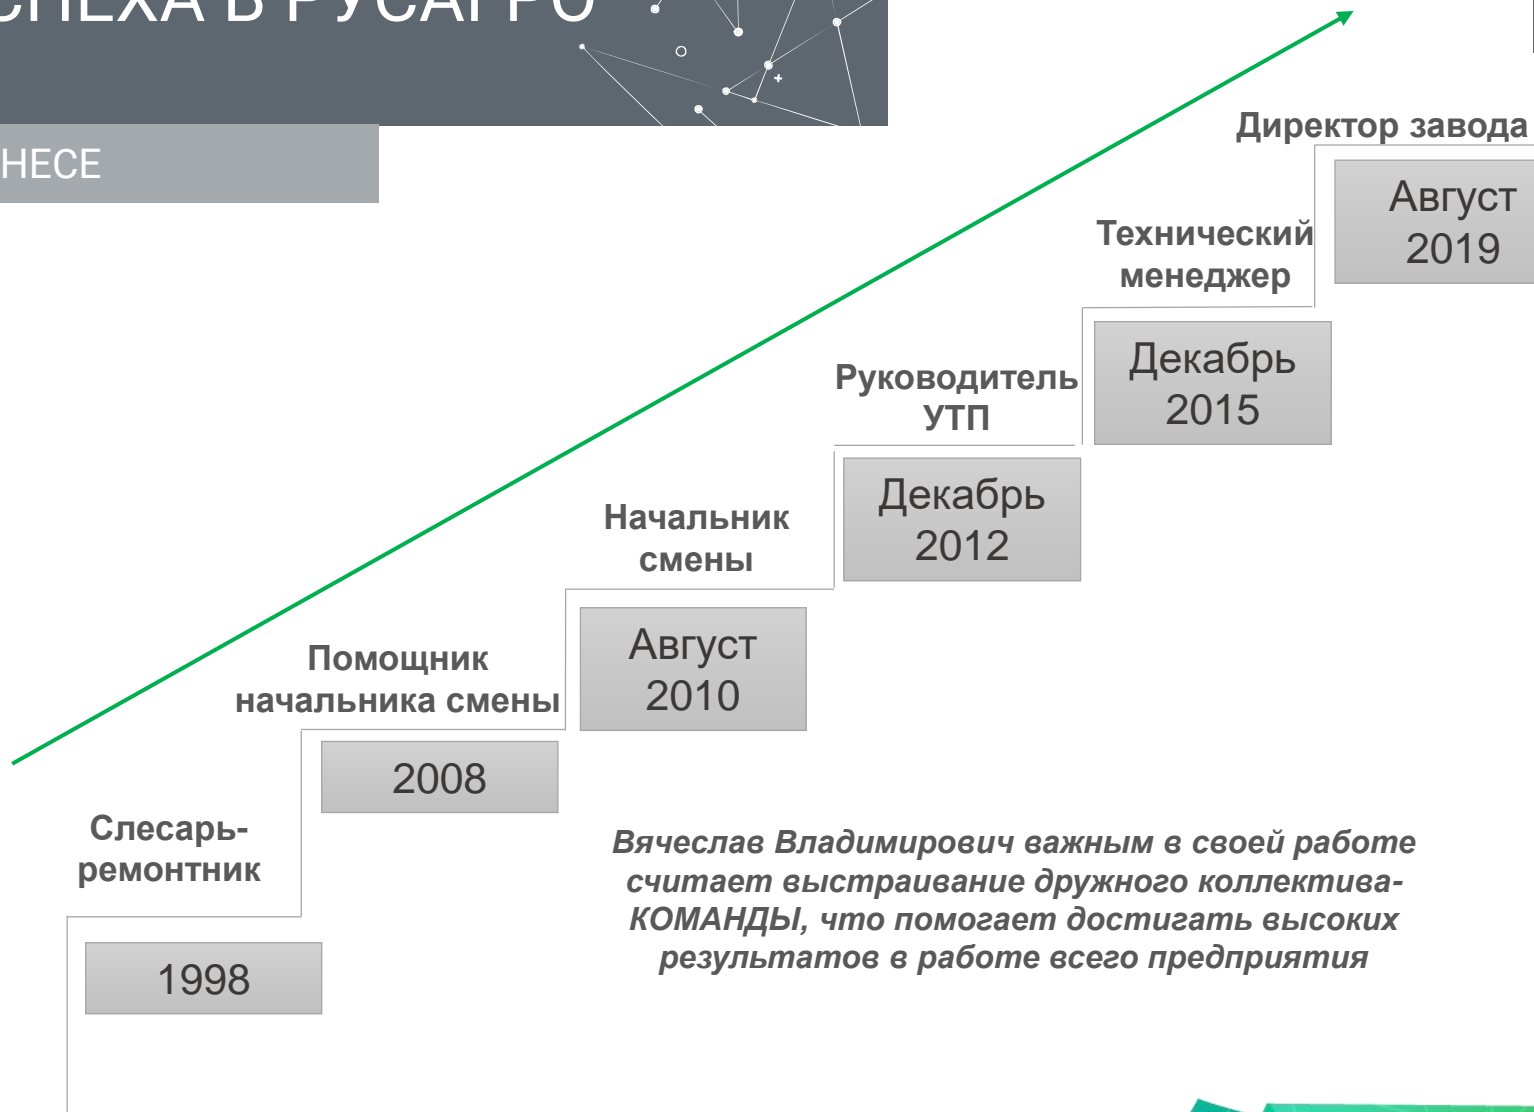 СПЕХА В РУСАГРО
НЕСЕ
Директор завода
Август
2019
Технический
менеджер
Декабрь
2015
Руководитель
УТП
Декабрь
2012
Начальник
смены
Август
2010
Помощник
начальника смены
2008
Слесарь-
ремонтник
1998
Вячеслав Владимирович важным в своей работе
считает выстраивание дружного коллектива-
КОМАНДЫ, что помогает достигать высоких
результатов в работе всего предприятия